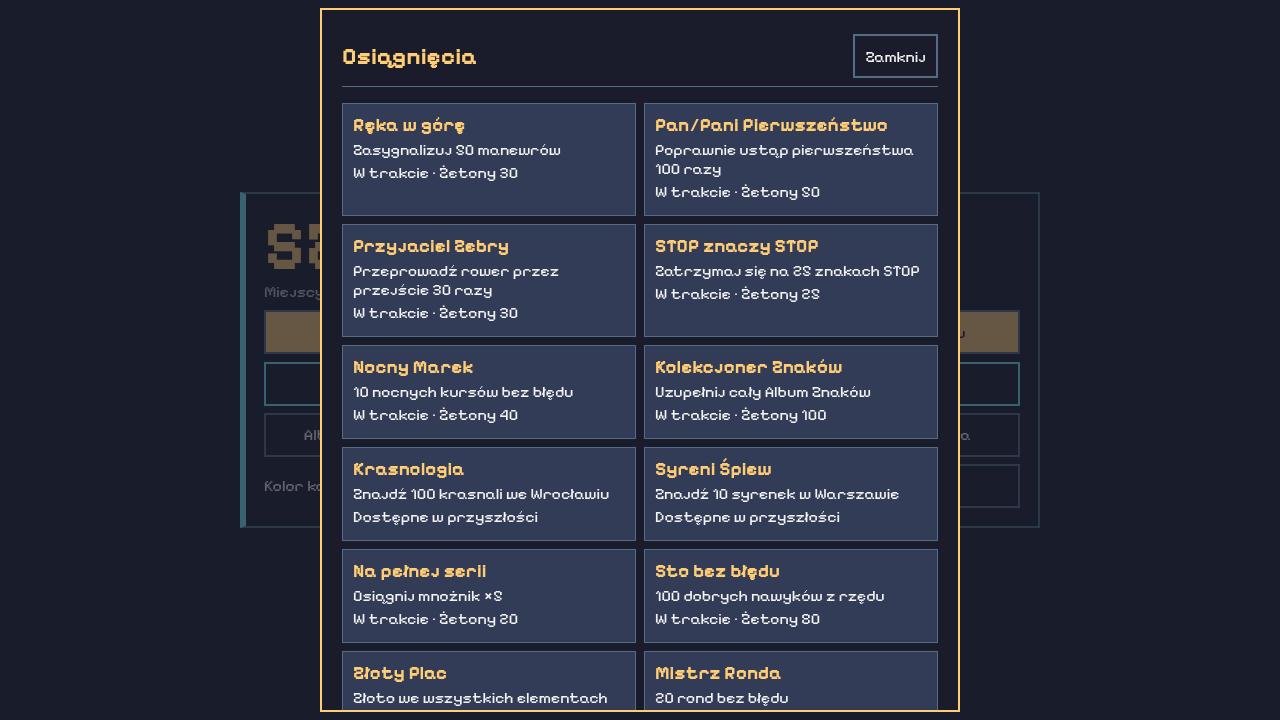 Osiągnięcia
Zamknij
Ręka w górę
Zasygnalizuj 50 manewrów
W trakcie · Żetony 30
Pan/Pani Pierwszeństwo
Poprawnie ustąp pierwszeństwa
100 razy
W trakcie · Żetony 50
Przyjaciel Zebry
Przeprowadź rower przez
przejście 30 razy
W trakcie · Żetony 30
STOP znaczy STOP
Zatrzymaj się na 25 znakach STOP
W trakcie · Żetony 25
Nocny Marek
10 nocnych kursów bez błędu
W trakcie · Żetony 40
Kolekcjoner Znaków
Uzupełnij cały Album Znaków
W trakcie · Żetony 100
Krasnologia
Znajdź 100 krasnali we Wrocławiu
Dostępne w przyszłości
Syreni Śpiew
Znajdź 10 syrenek w Warszawie
Dostępne w przyszłości
Na pełnej serii
Osiągnij mnożnik ×5
W trakcie · Żetony 20
Sto bez błędu
100 dobrych nawyków z rzędu
W trakcie · Żetony 80
Złoty Plac
Złoto we wszystkich elementach
Mistrz Ronda
20 rond bez błędu
Kolor